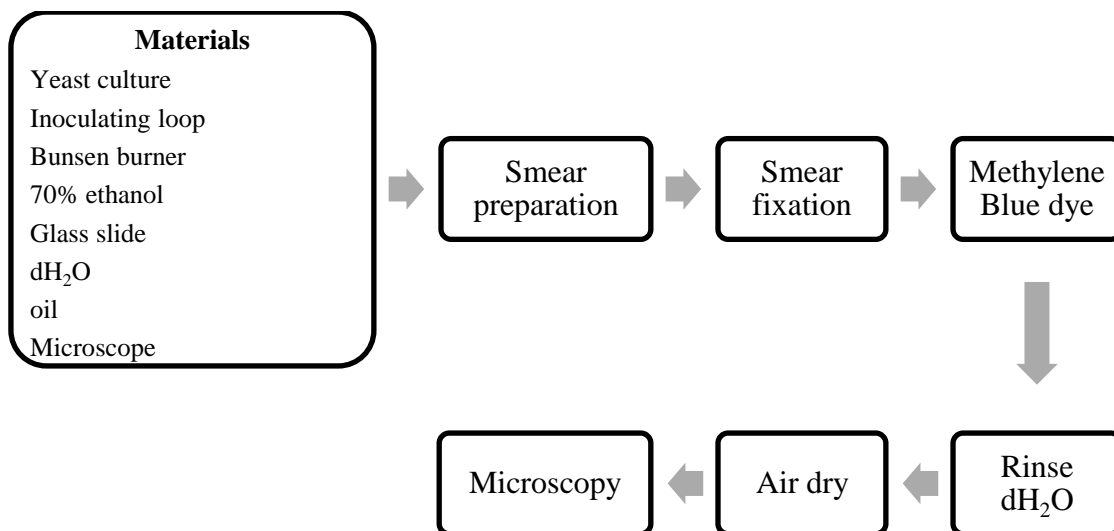 Materials
Yeast culture
Inoculating loop
Bunsen burner
70% ethanol
Glass slide
dH₂O
oil
Microscope
Smear
preparation
Smear
fixation
Methylene
Blue dye
Rinse
dH₂O
Air dry
Microscopy